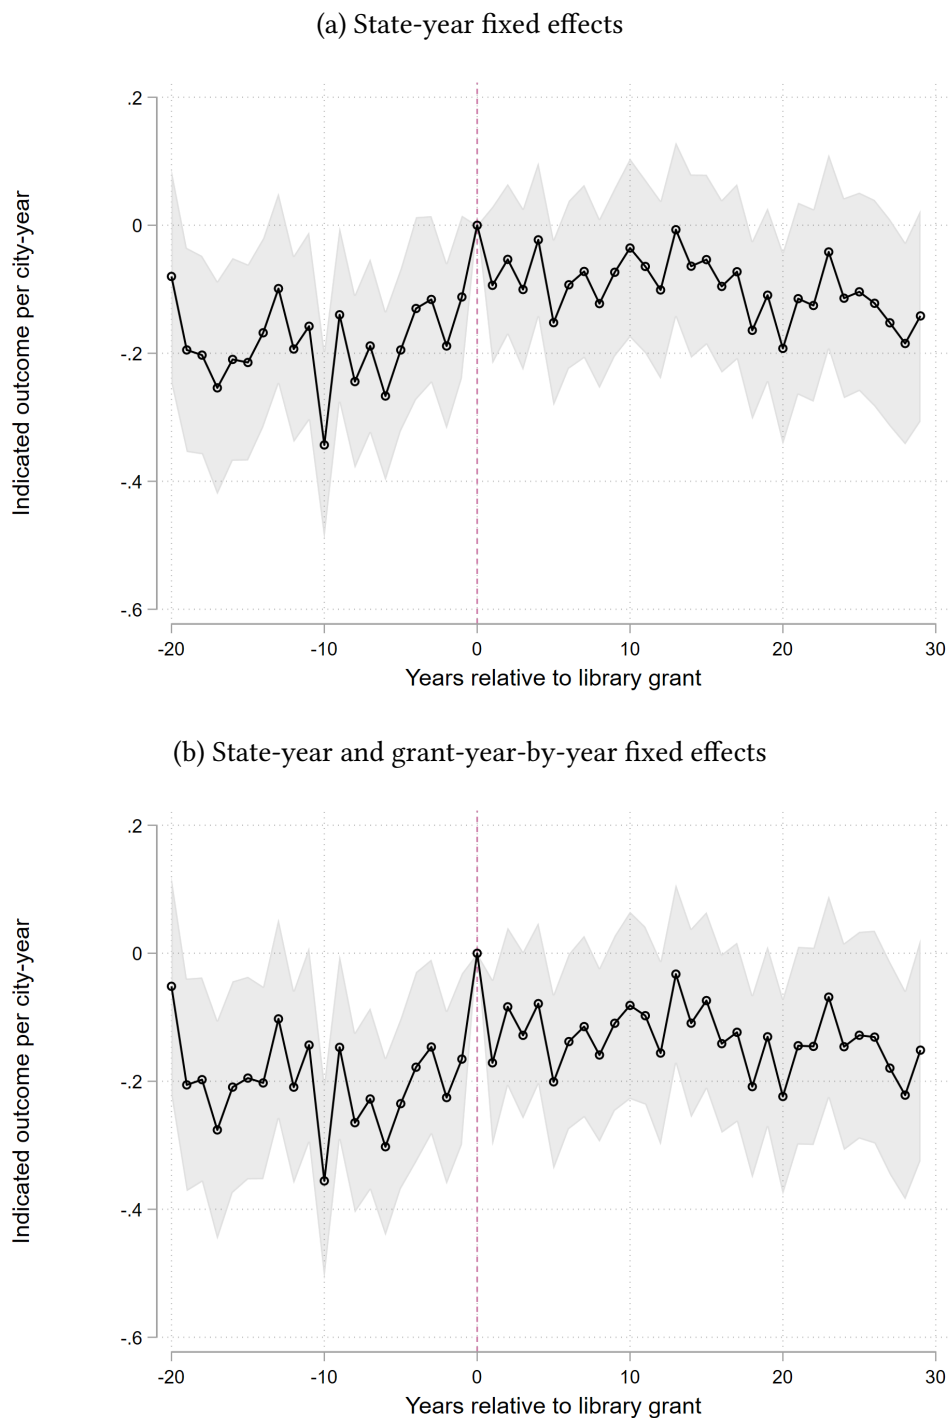 (a) State-year fixed effects
Indicated outcome per city-year
.2
0
-.2
-.4
-.6
-20 -10 0 10 20 30
Years relative to library grant
(b) State-year and grant-year-by-year fixed effects
Indicated outcome per city-year
.2
0
-.2
-.4
-.6
-20 -10 0 10 20 30
Years relative to library grant